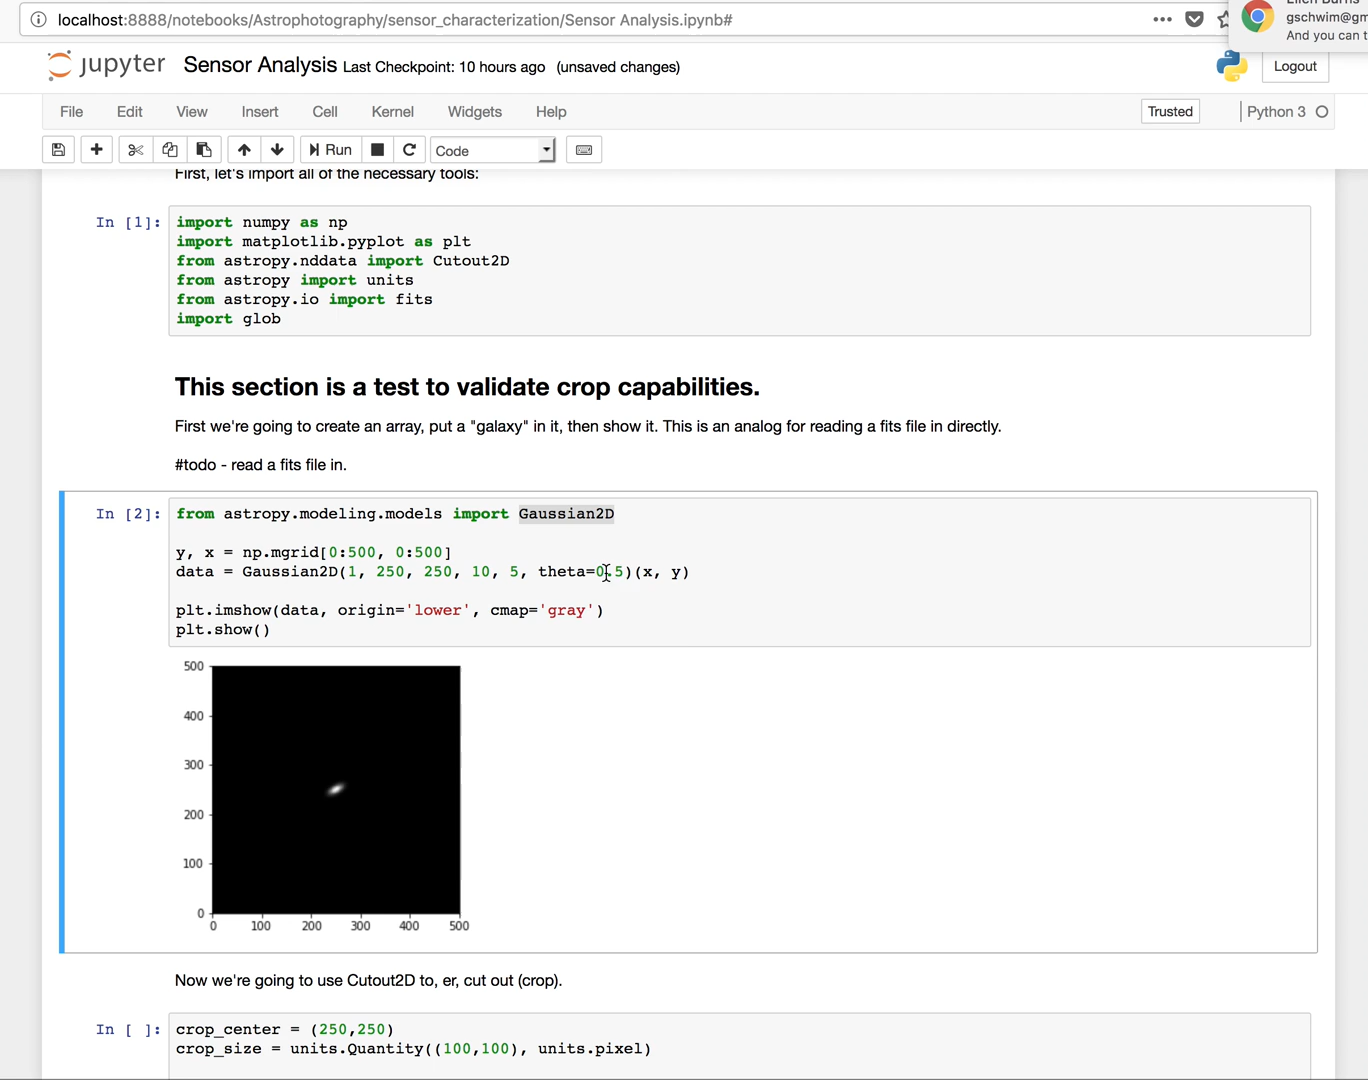 localhost:8888/notebooks/Astrophotography/sensor_characterization/Sensor Analysis.ipynb#
gschwim@gm
And you can t
jupyter Sensor Analysis Last Checkpoint: 10 hours ago (unsaved changes)
Logout
File Edit View Insert Cell Kernel Widgets Help
Trusted Python 3
Run Code
First, let's import all of the necessary tools:
In [1]: import numpy as np
import matplotlib.pyplot as plt
from astropy.nddata import Cutout2D
from astropy import units
from astropy.io import fits
import glob
This section is a test to validate crop capabilities.
First we're going to create an array, put a "galaxy" in it, then show it. This is an analog for reading a fits file in directly.
#todo - read a fits file in.
In [2]: from astropy.modeling.models import Gaussian2D
y, x = np.mgrid[0:500, 0:500]
data = Gaussian2D(1, 250, 250, 10, 5, theta=0.5)(x, y)
plt.imshow(data, origin='lower', cmap='gray')
plt.show()
500
400
300
200
100
0
0 100 200 300 400 500
Now we're going to use Cutout2D to, er, cut out (crop).
In [ ]: crop_center = (250,250)
crop_size = units.Quantity((100,100), units.pixel)